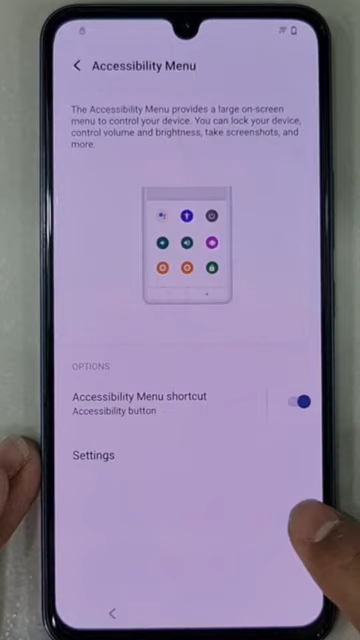 Accessibility Menu
The Accessibility Menu provides a large on-screen
menu to control your device. You can lock your device,
control volume and brightness, take screenshots, and
more.
OPTIONS
Accessibility Menu shortcut
Accessibility button
Settings